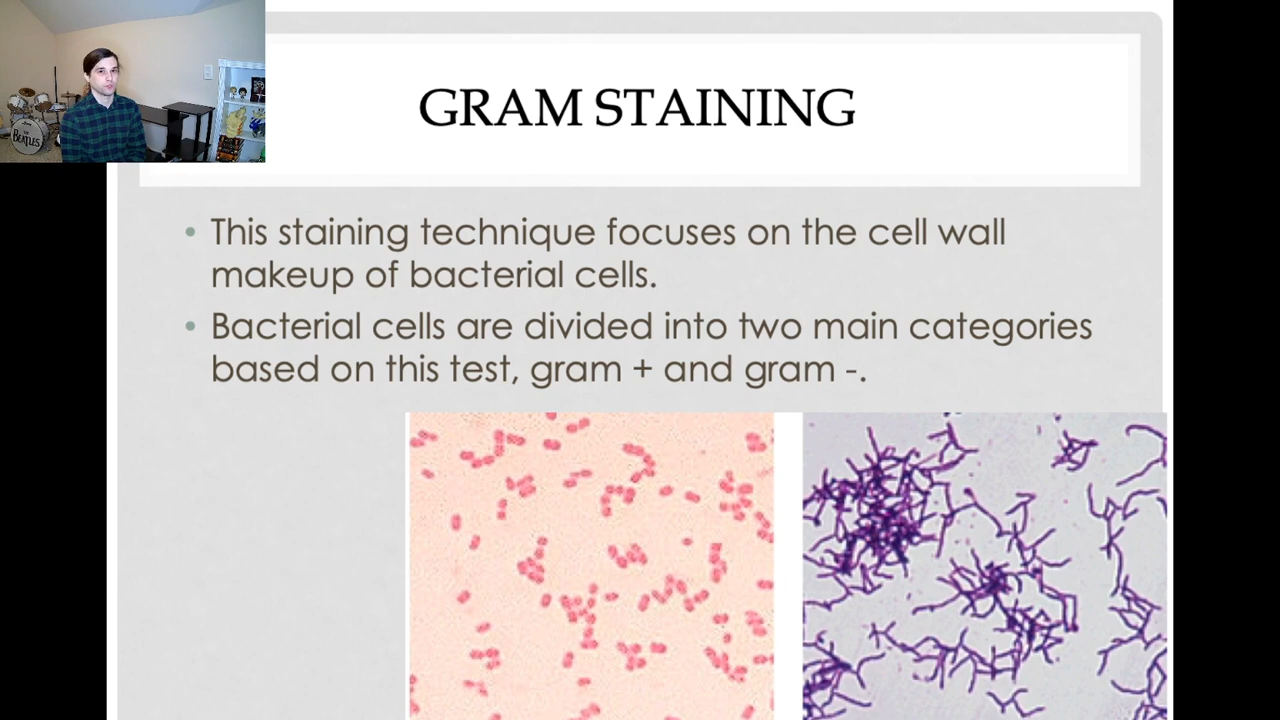 GRAM STAINING
• This staining technique focuses on the cell wall
makeup of bacterial cells.
• Bacterial cells are divided into two main categories
based on this test, gram + and gram -.
BEATLES